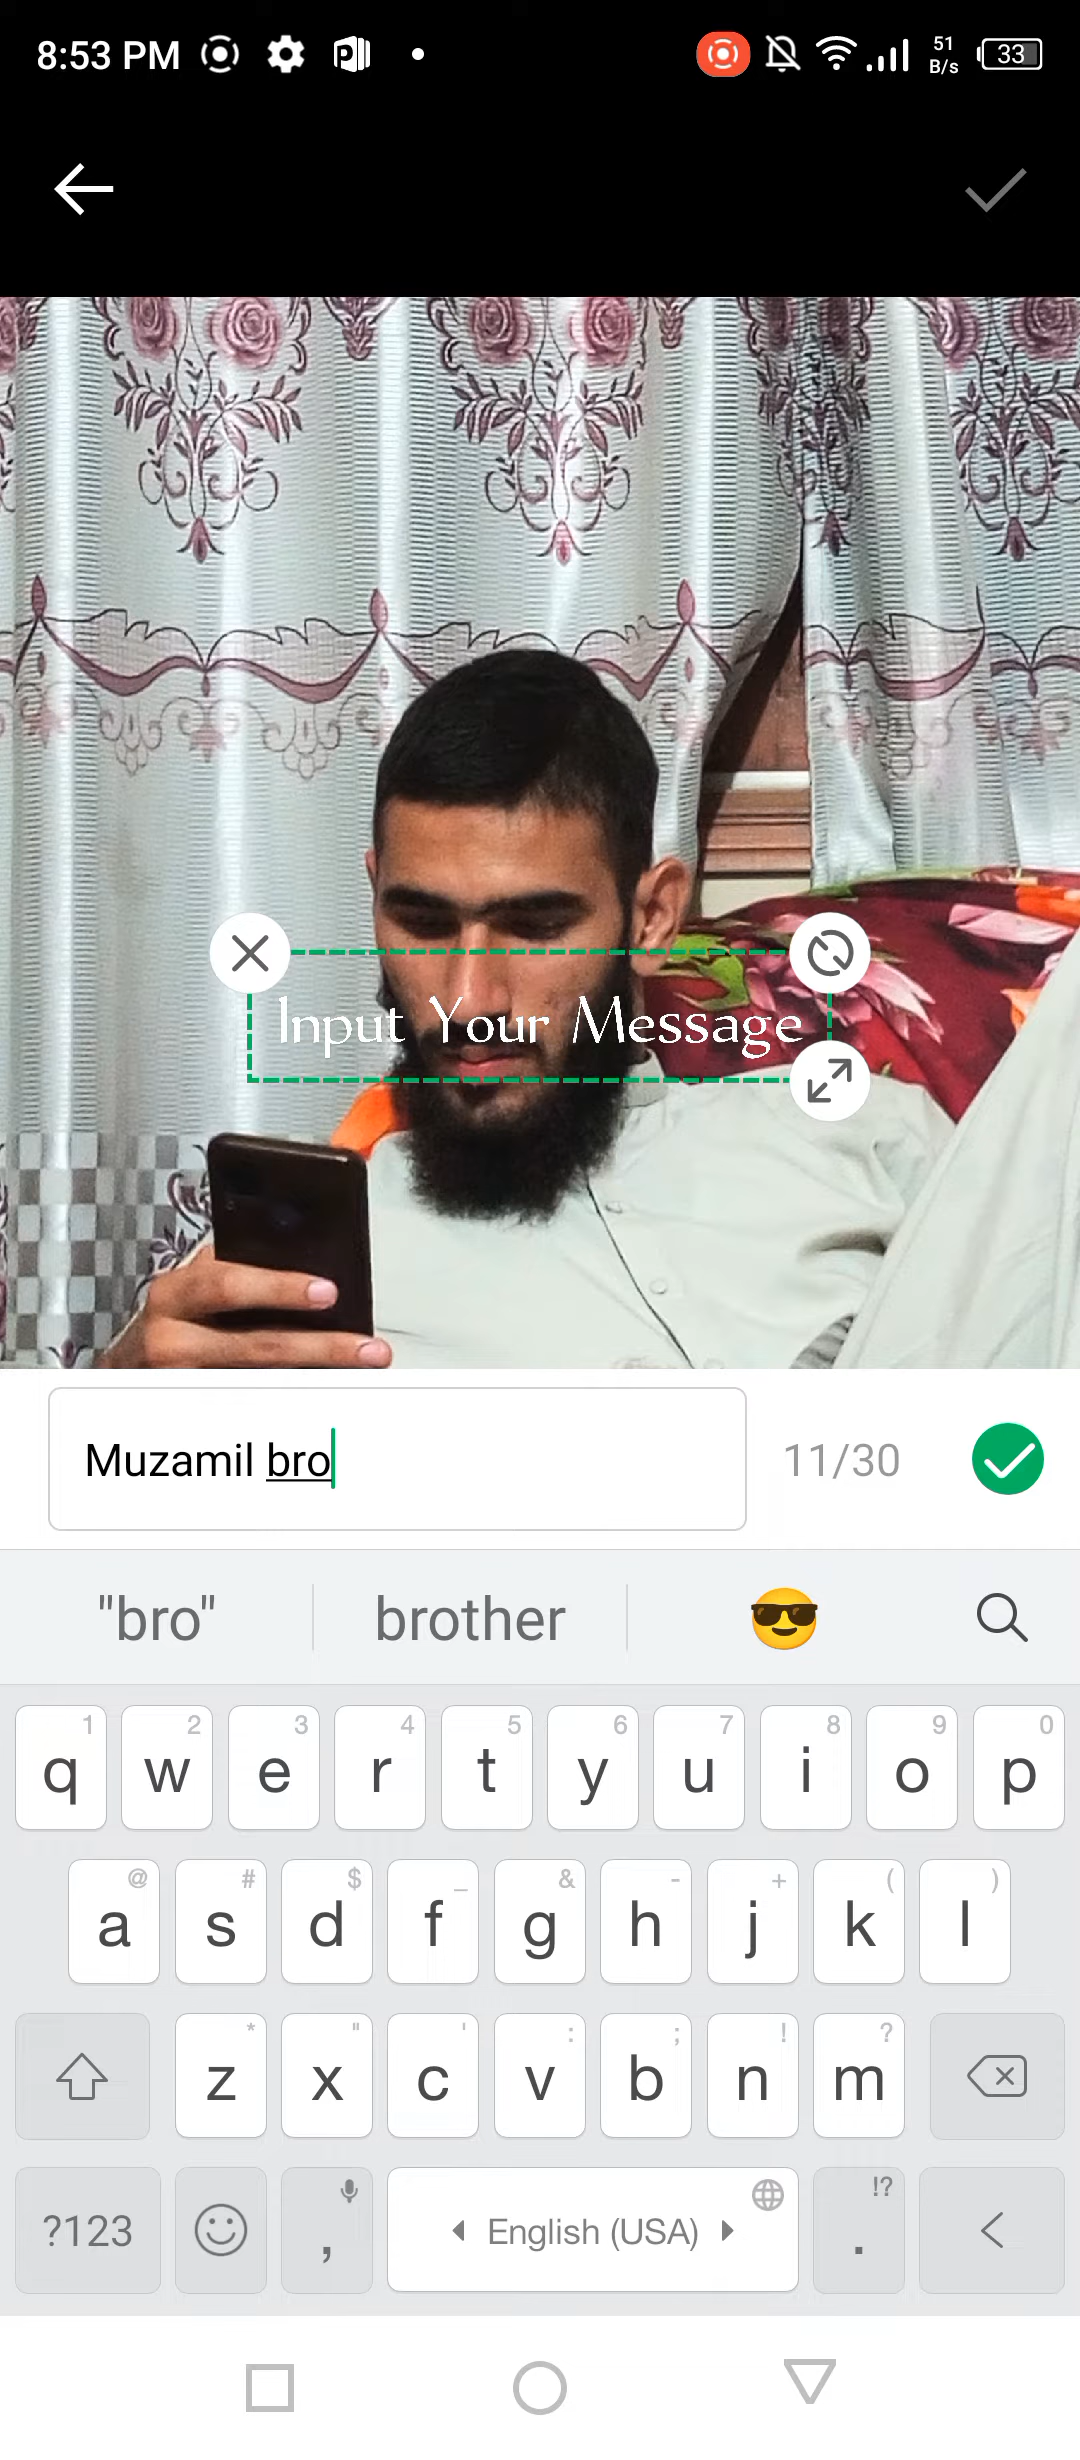 8:53 PM
51
B/s
33
Input Your Message
Muzamil bro
11/30
"bro"
brother
1 2 3 4 5 6 7 8 9 0
q w e r t y u i o p
@ # $ _ & - + ( )
a s d f g h j k l
* " ' : ; ! ?
z x c v b n m
!?
?123 , English (USA) .